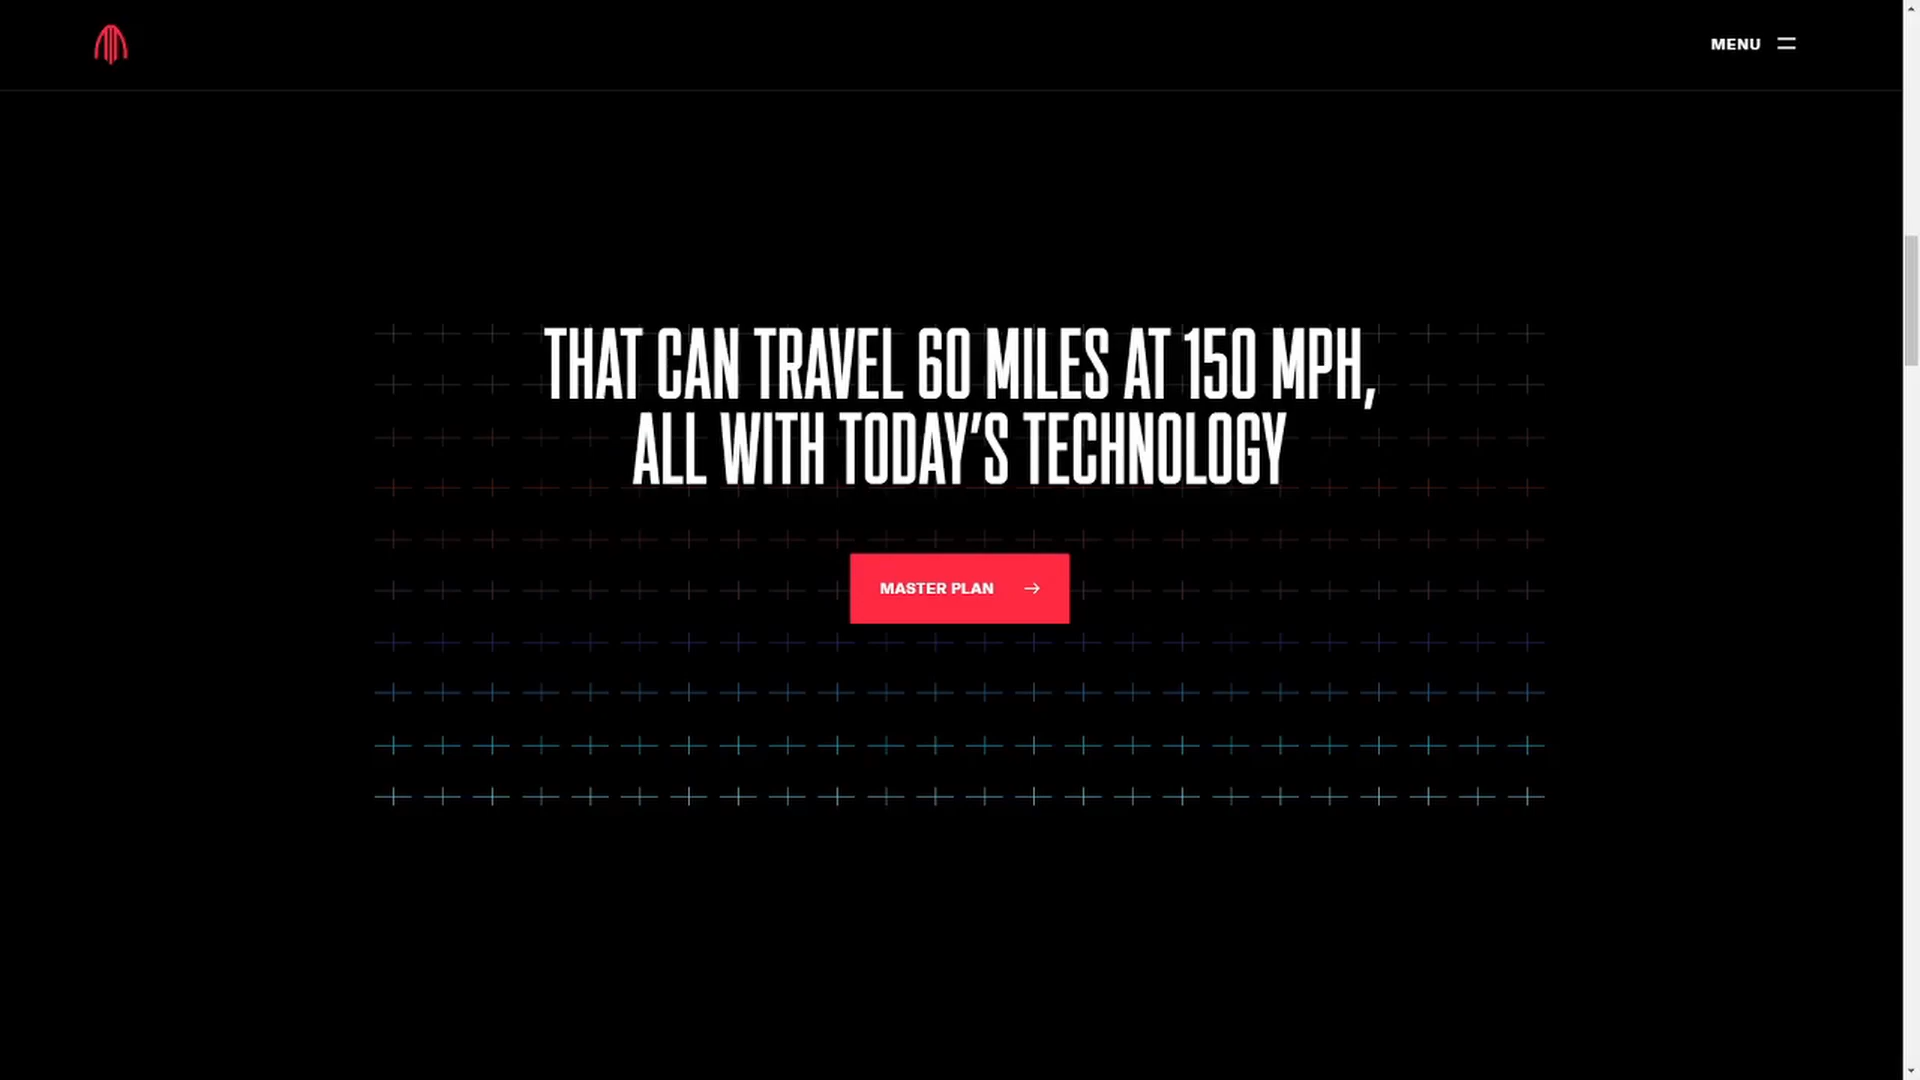 MENU
THAT CAN TRAVEL 60 MILES AT 150 MPH,
ALL WITH TODAY’S TECHNOLOGY
MASTER PLAN